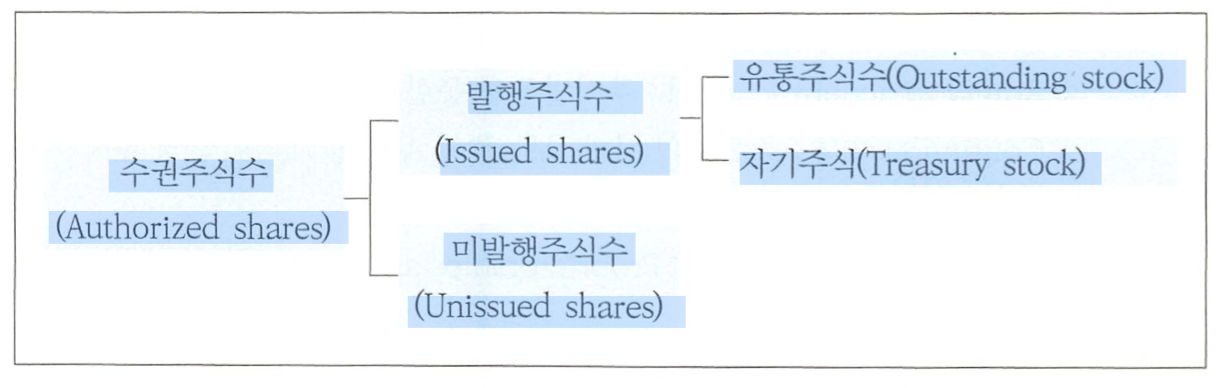 수권주식수
(Authorized shares)
발행주식수
(Issued shares)
미발행주식수
(Unissued shares)
유통주식수(Outstanding stock)
자기주식(Treasury stock)